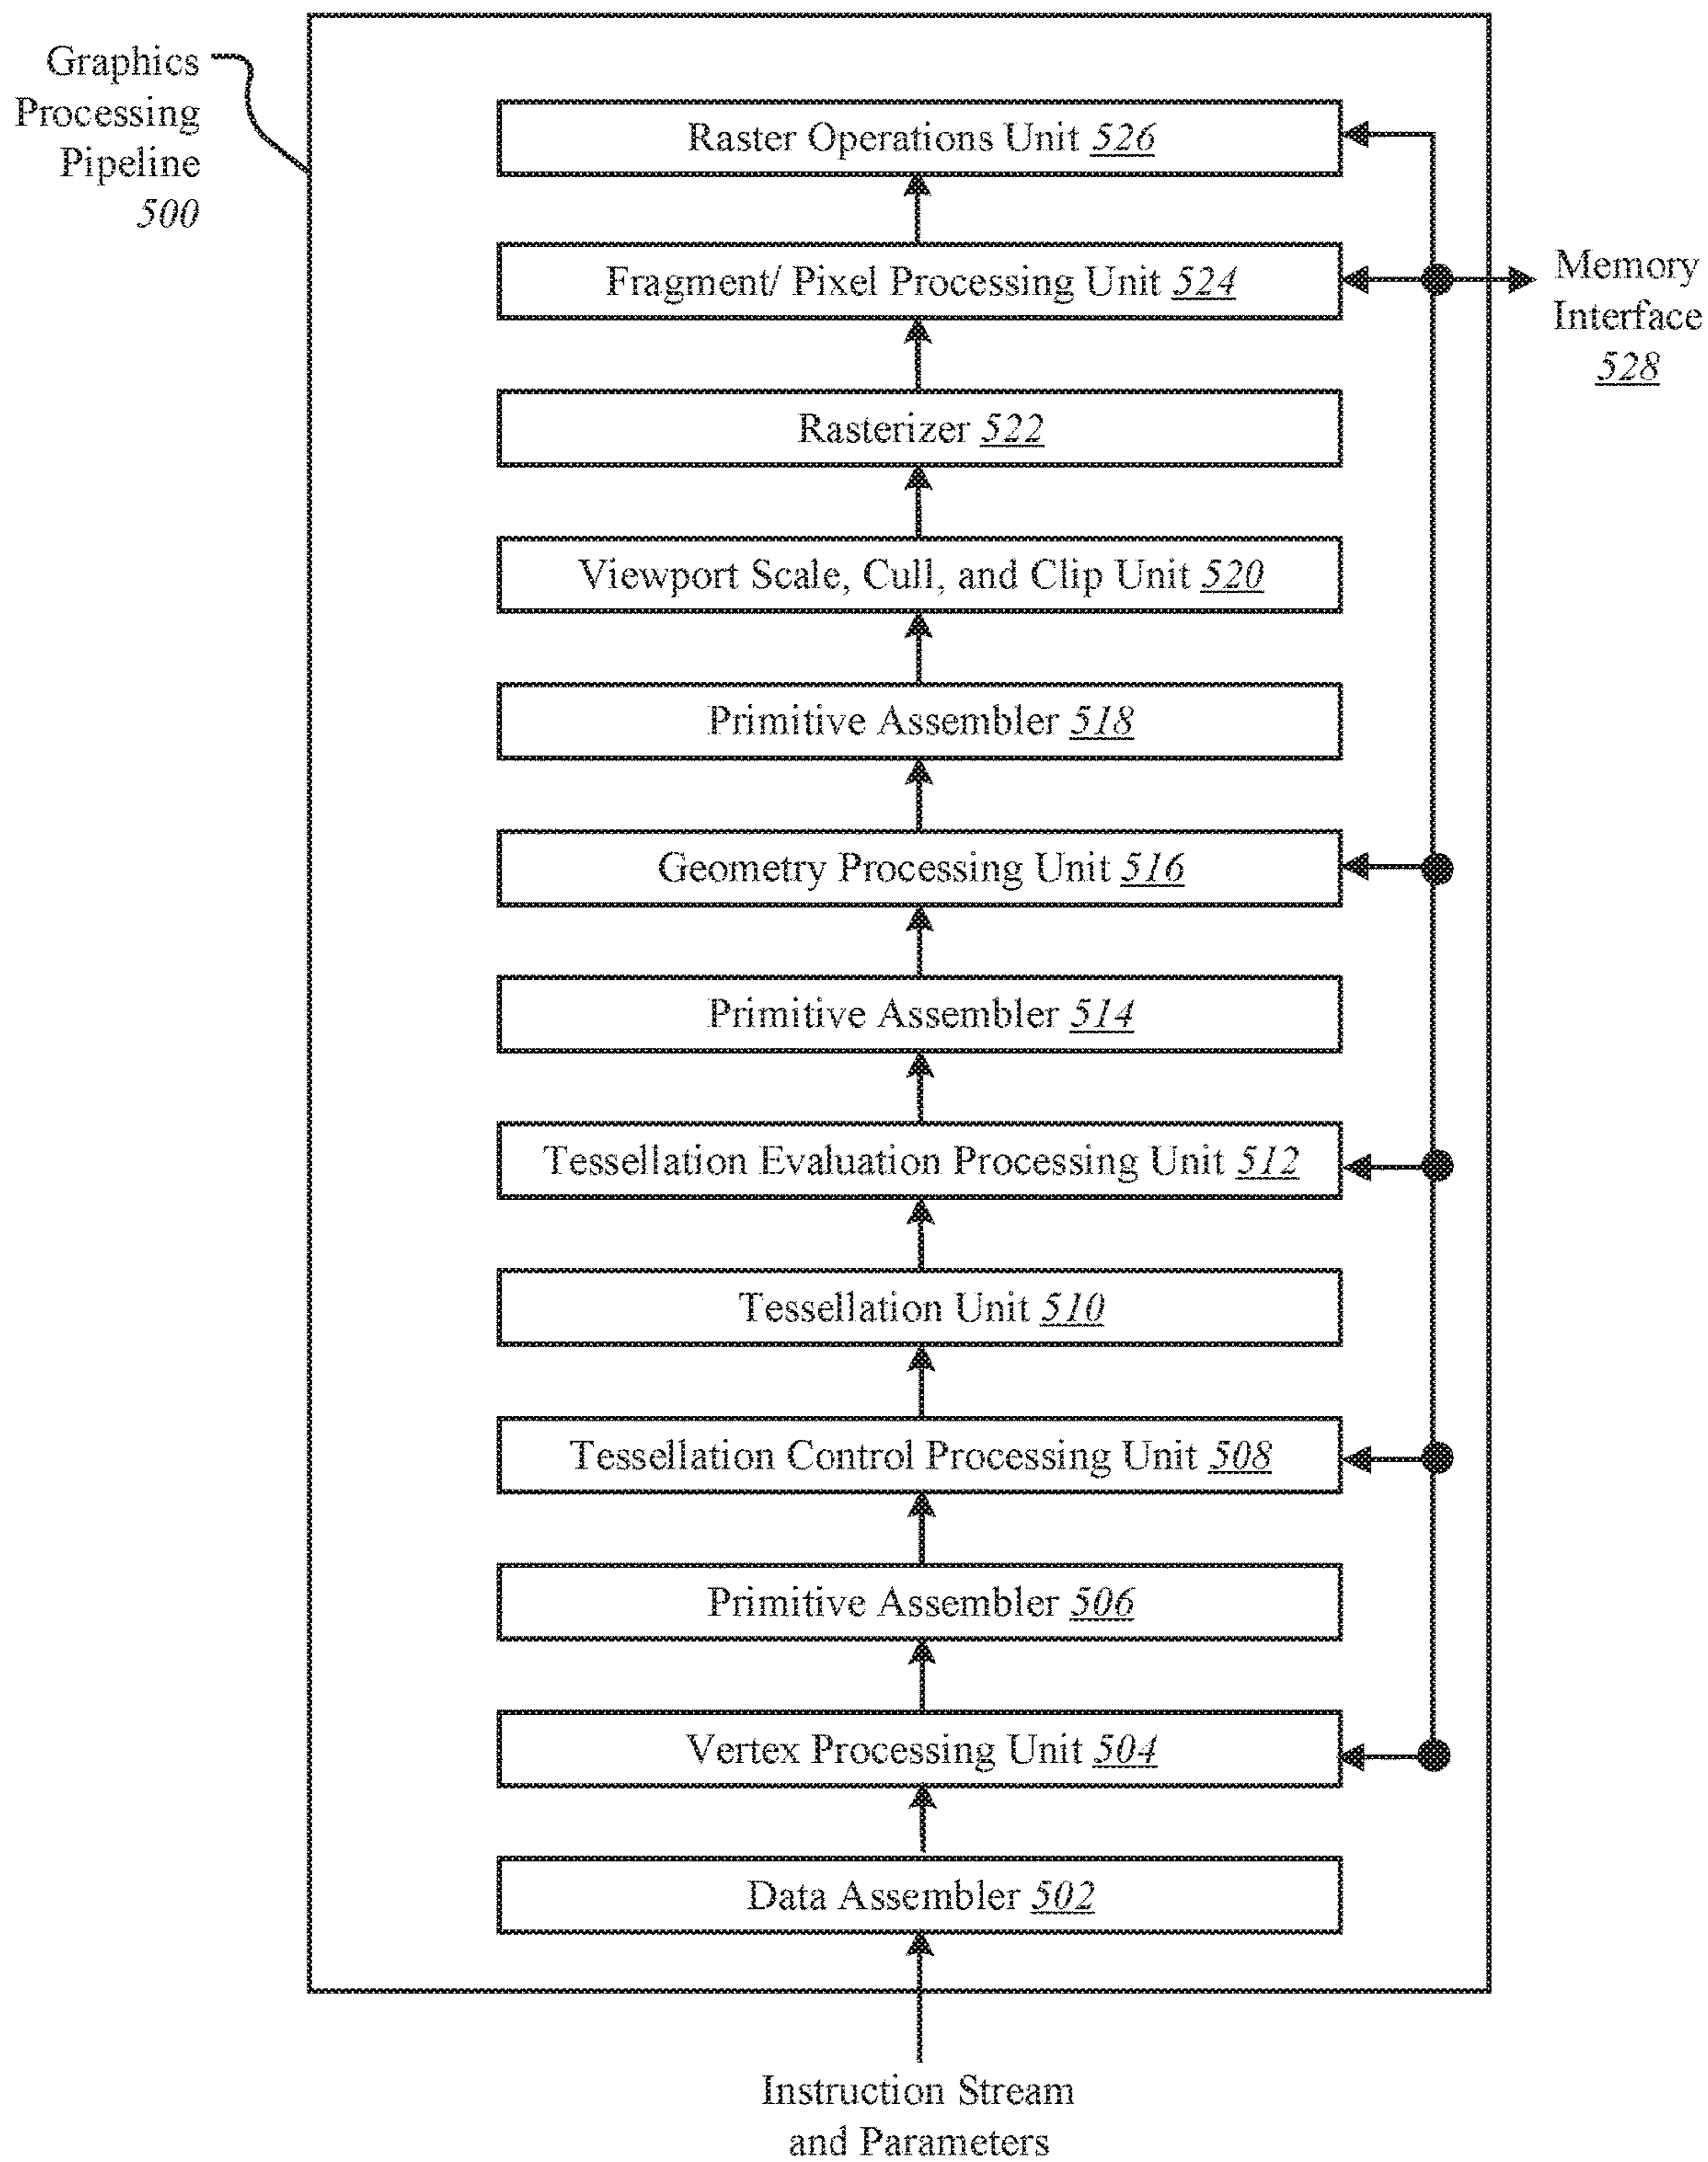 Graphics
Processing
Pipeline
500
Raster Operations Unit 526
Fragment/ Pixel Processing Unit 524
Memory
Interface
528
Rasterizer 522
Viewport Scale, Cull, and Clip Unit 520
Primitive Assembler 518
Geometry Processing Unit 516
Primitive Assembler 514
Tessellation Evaluation Processing Unit 512
Tessellation Unit 510
Tessellation Control Processing Unit 508
Primitive Assembler 506
Vertex Processing Unit 504
Data Assembler 502
Instruction Stream
and Parameters